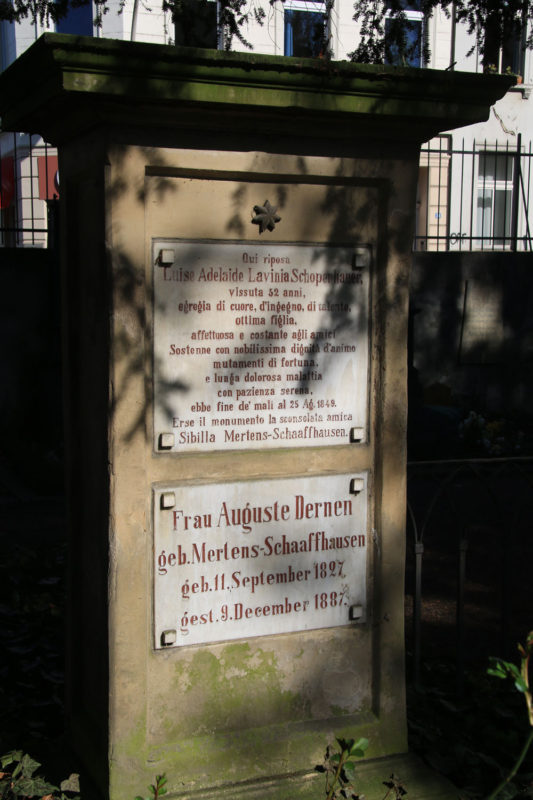 Qui riposa
Luise Adelaide Lavinia Schopenhauer,
vissuta 52 anni,
egregia di cuore, d'ingegno, di talento,
ottima figlia,
affettuosa e costante agli amici
Sostenne con nobilissima dignità d'animo
mutamenti di fortuna,
e lunga dolorosa malattia
con pazienza serena,
ebbe fine de' mali al 25 Ag. 1849.
Erse il monumento la sconsolata amica
Sibilla Mertens-Schaaffhausen.
Frau Auguste Dernen
geb. Mertens-Schaaffhausen
geb. 11, September 1827,
gest. 9. December 1887.